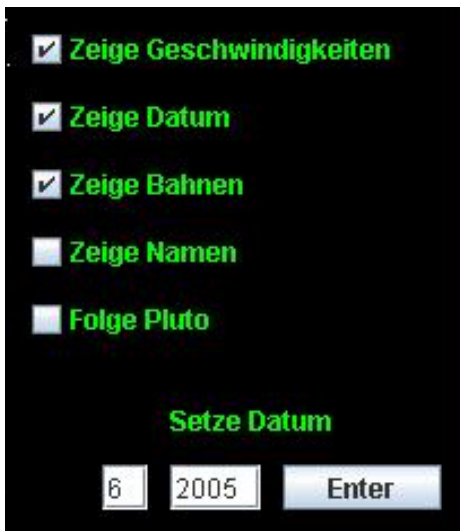 Zeige Geschwindigkeiten
Zeige Datum
Zeige Bahnen
Zeige Namen
Folge Pluto
Setze Datum
6 2005 Enter